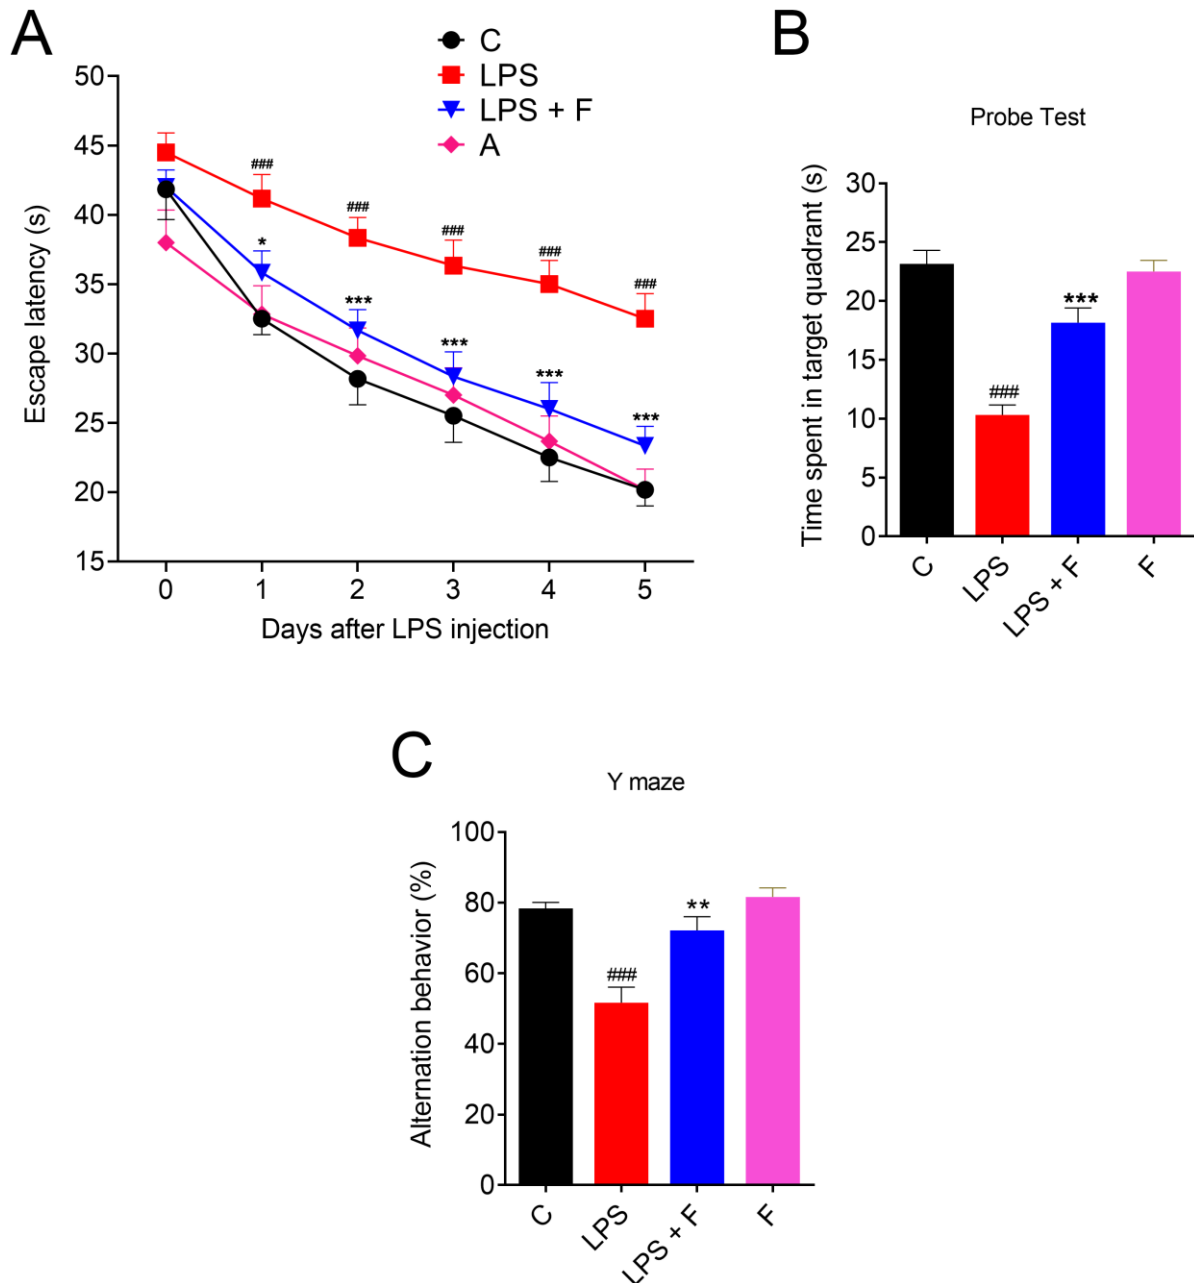 A
C
LPS
LPS + F
A
50
45
40
35
30
25
20
15
Escape latency (s)
###
###
###
###
###
*
***
***
***
***
0 1 2 3 4 5
Days after LPS injection
B
Probe Test
30
25
20
15
10
5
0
Time spent in target quadrant (s)
###
***
C
LPS
LPS + F
F
C
Y maze
100
80
60
40
20
0
Alternation behavior (%)
###
**
C
LPS
LPS + F
F